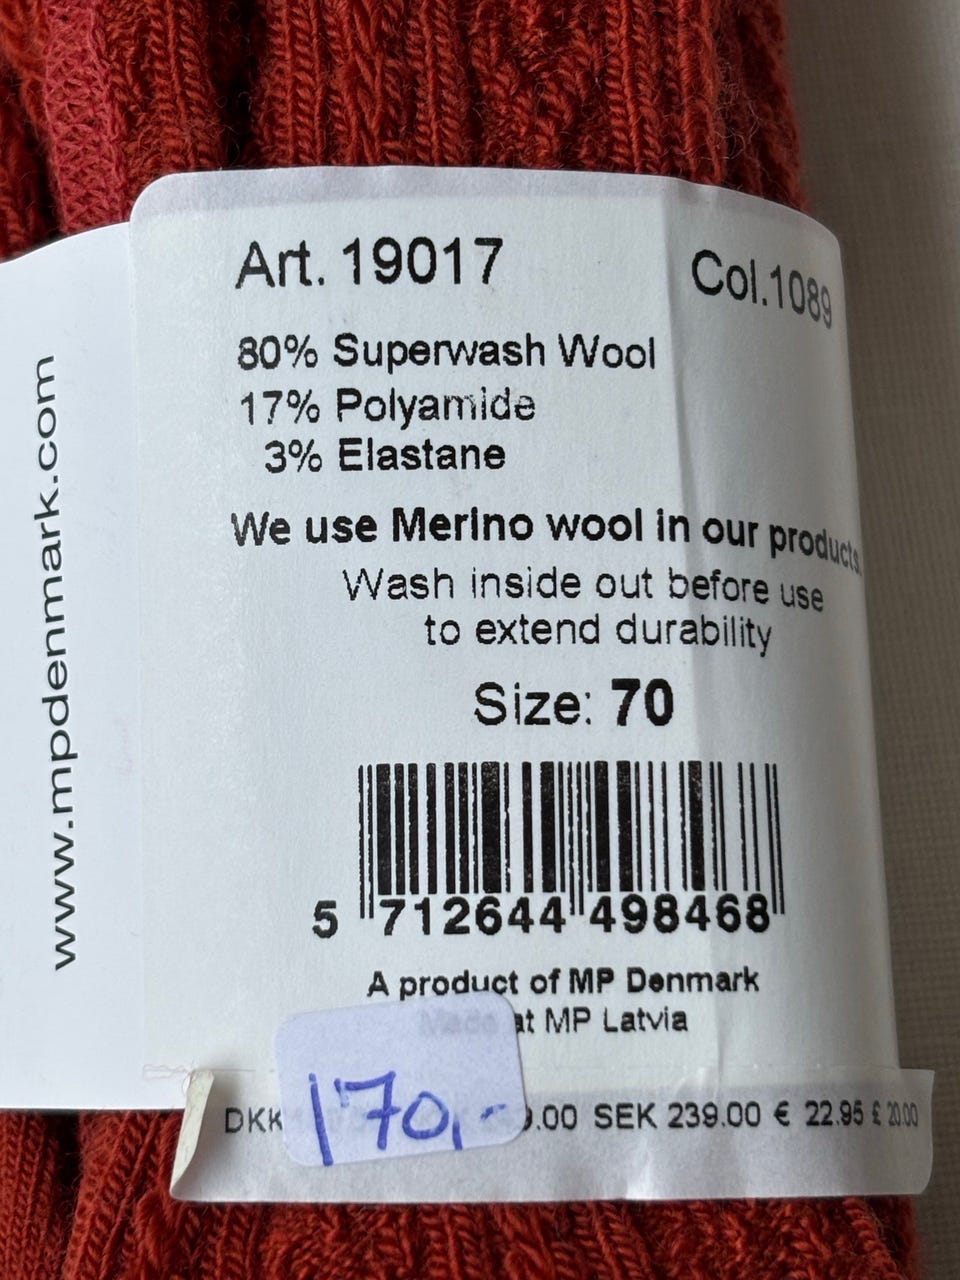 www.mpdenmark.com
Art. 19017
Col.1089
80% Superwash Wool
17% Polyamide
3% Elastane
We use Merino wool in our products.
Wash inside out before use
to extend durability
Size: 70
5 712644 498468
A product of MP Denmark
Made at MP Latvia
170,-
DKK 9.00 SEK 239.00 € 22.95 £ 20.00